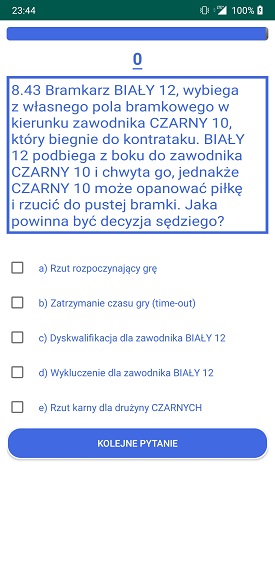 23:44
100%
0
8.43 Bramkarz BIAŁY 12, wybiega
z własnego pola bramkowego w
kierunku zawodnika CZARNY 10,
który biegnie do kontrataku. BIAŁY
12 podbiega z boku do zawodnika
CZARNY 10 i chwyta go, jednakże
CZARNY 10 może opanować piłkę
i rzucić do pustej bramki. Jaka
powinna być decyzja sędziego?
a) Rzut rozpoczynający grę
b) Zatrzymanie czasu gry (time-out)
c) Dyskwalifikacja dla zawodnika BIAŁY 12
d) Wykluczenie dla zawodnika BIAŁY 12
e) Rzut karny dla drużyny CZARNYCH
KOLEJNE PYTANIE